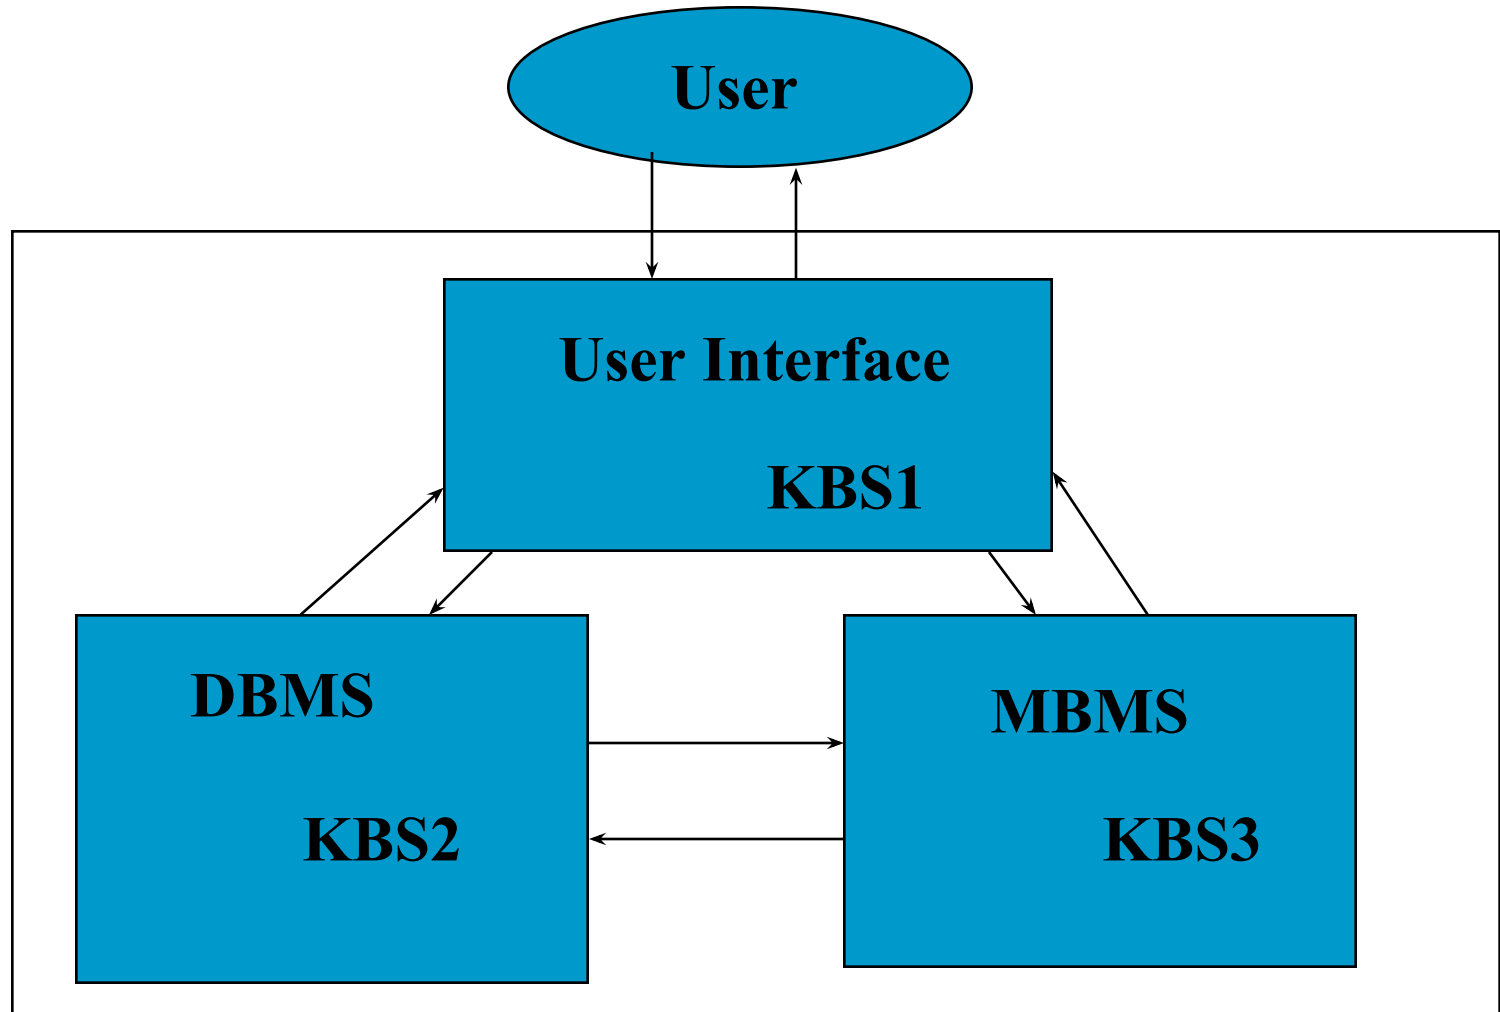 User
User Interface
KBS1
DBMS
KBS2
MBMS
KBS3